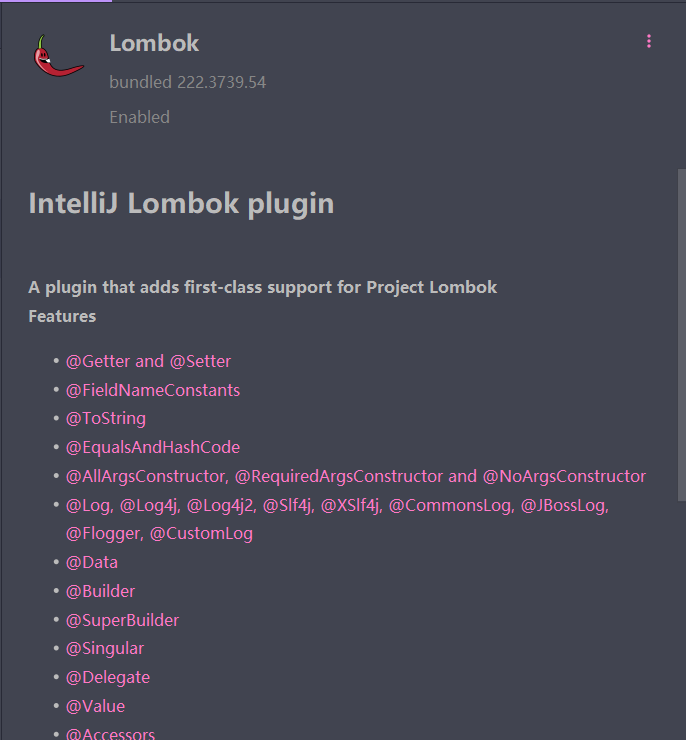 Lombok
bundled 222.3739.54
Enabled
IntelliJ Lombok plugin
A plugin that adds first-class support for Project Lombok
Features
• @Getter and @Setter
• @FieldNameConstants
• @ToString
• @EqualsAndHashCode
• @AllArgsConstructor, @RequiredArgsConstructor and @NoArgsConstructor
• @Log, @Log4j, @Log4j2, @Slf4j, @XSlf4j, @CommonsLog, @JBossLog,
@Flogger, @CustomLog
• @Data
• @Builder
• @SuperBuilder
• @Singular
• @Delegate
• @Value
• @Accessors